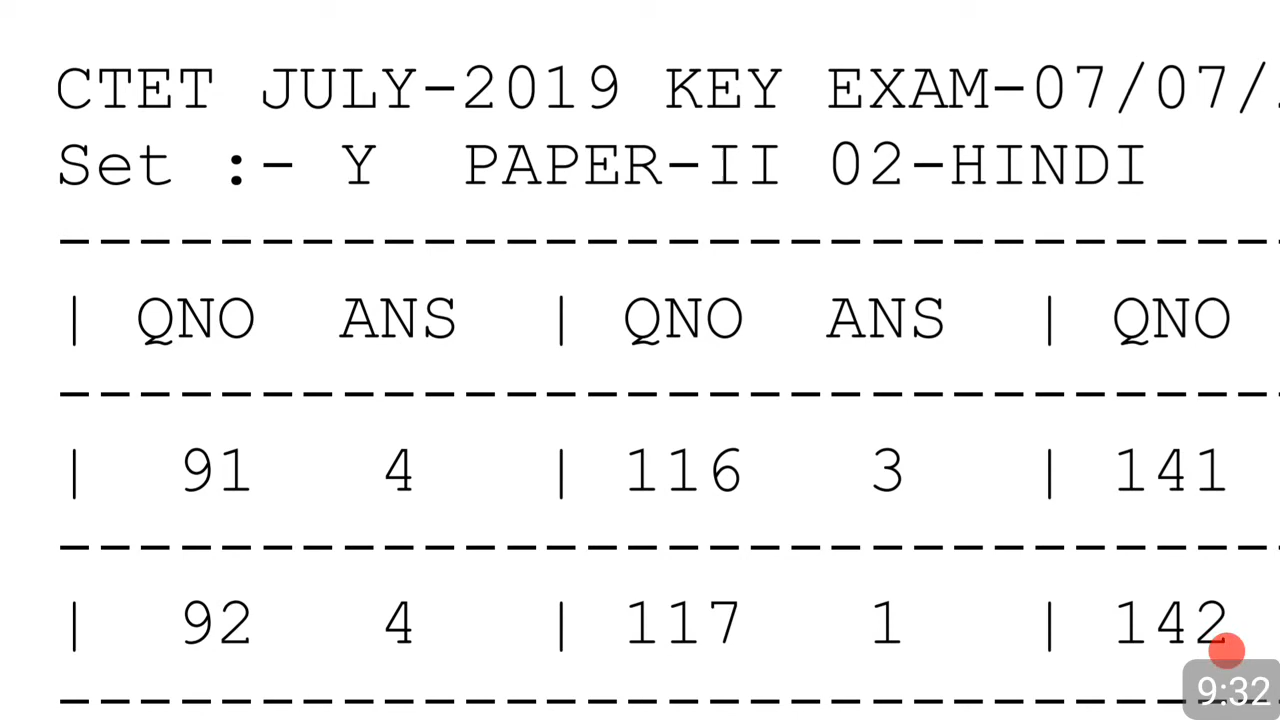 CTET JULY-2019 KEY EXAM-07/07/
Set :- Y PAPER-II 02-HINDI
--------------------------------
| QNO ANS | QNO ANS | QNO
--------------------------------
| 91 4 | 116 3 | 141
--------------------------------
| 92 4 | 117 1 | 142
--------------------------------
9:32